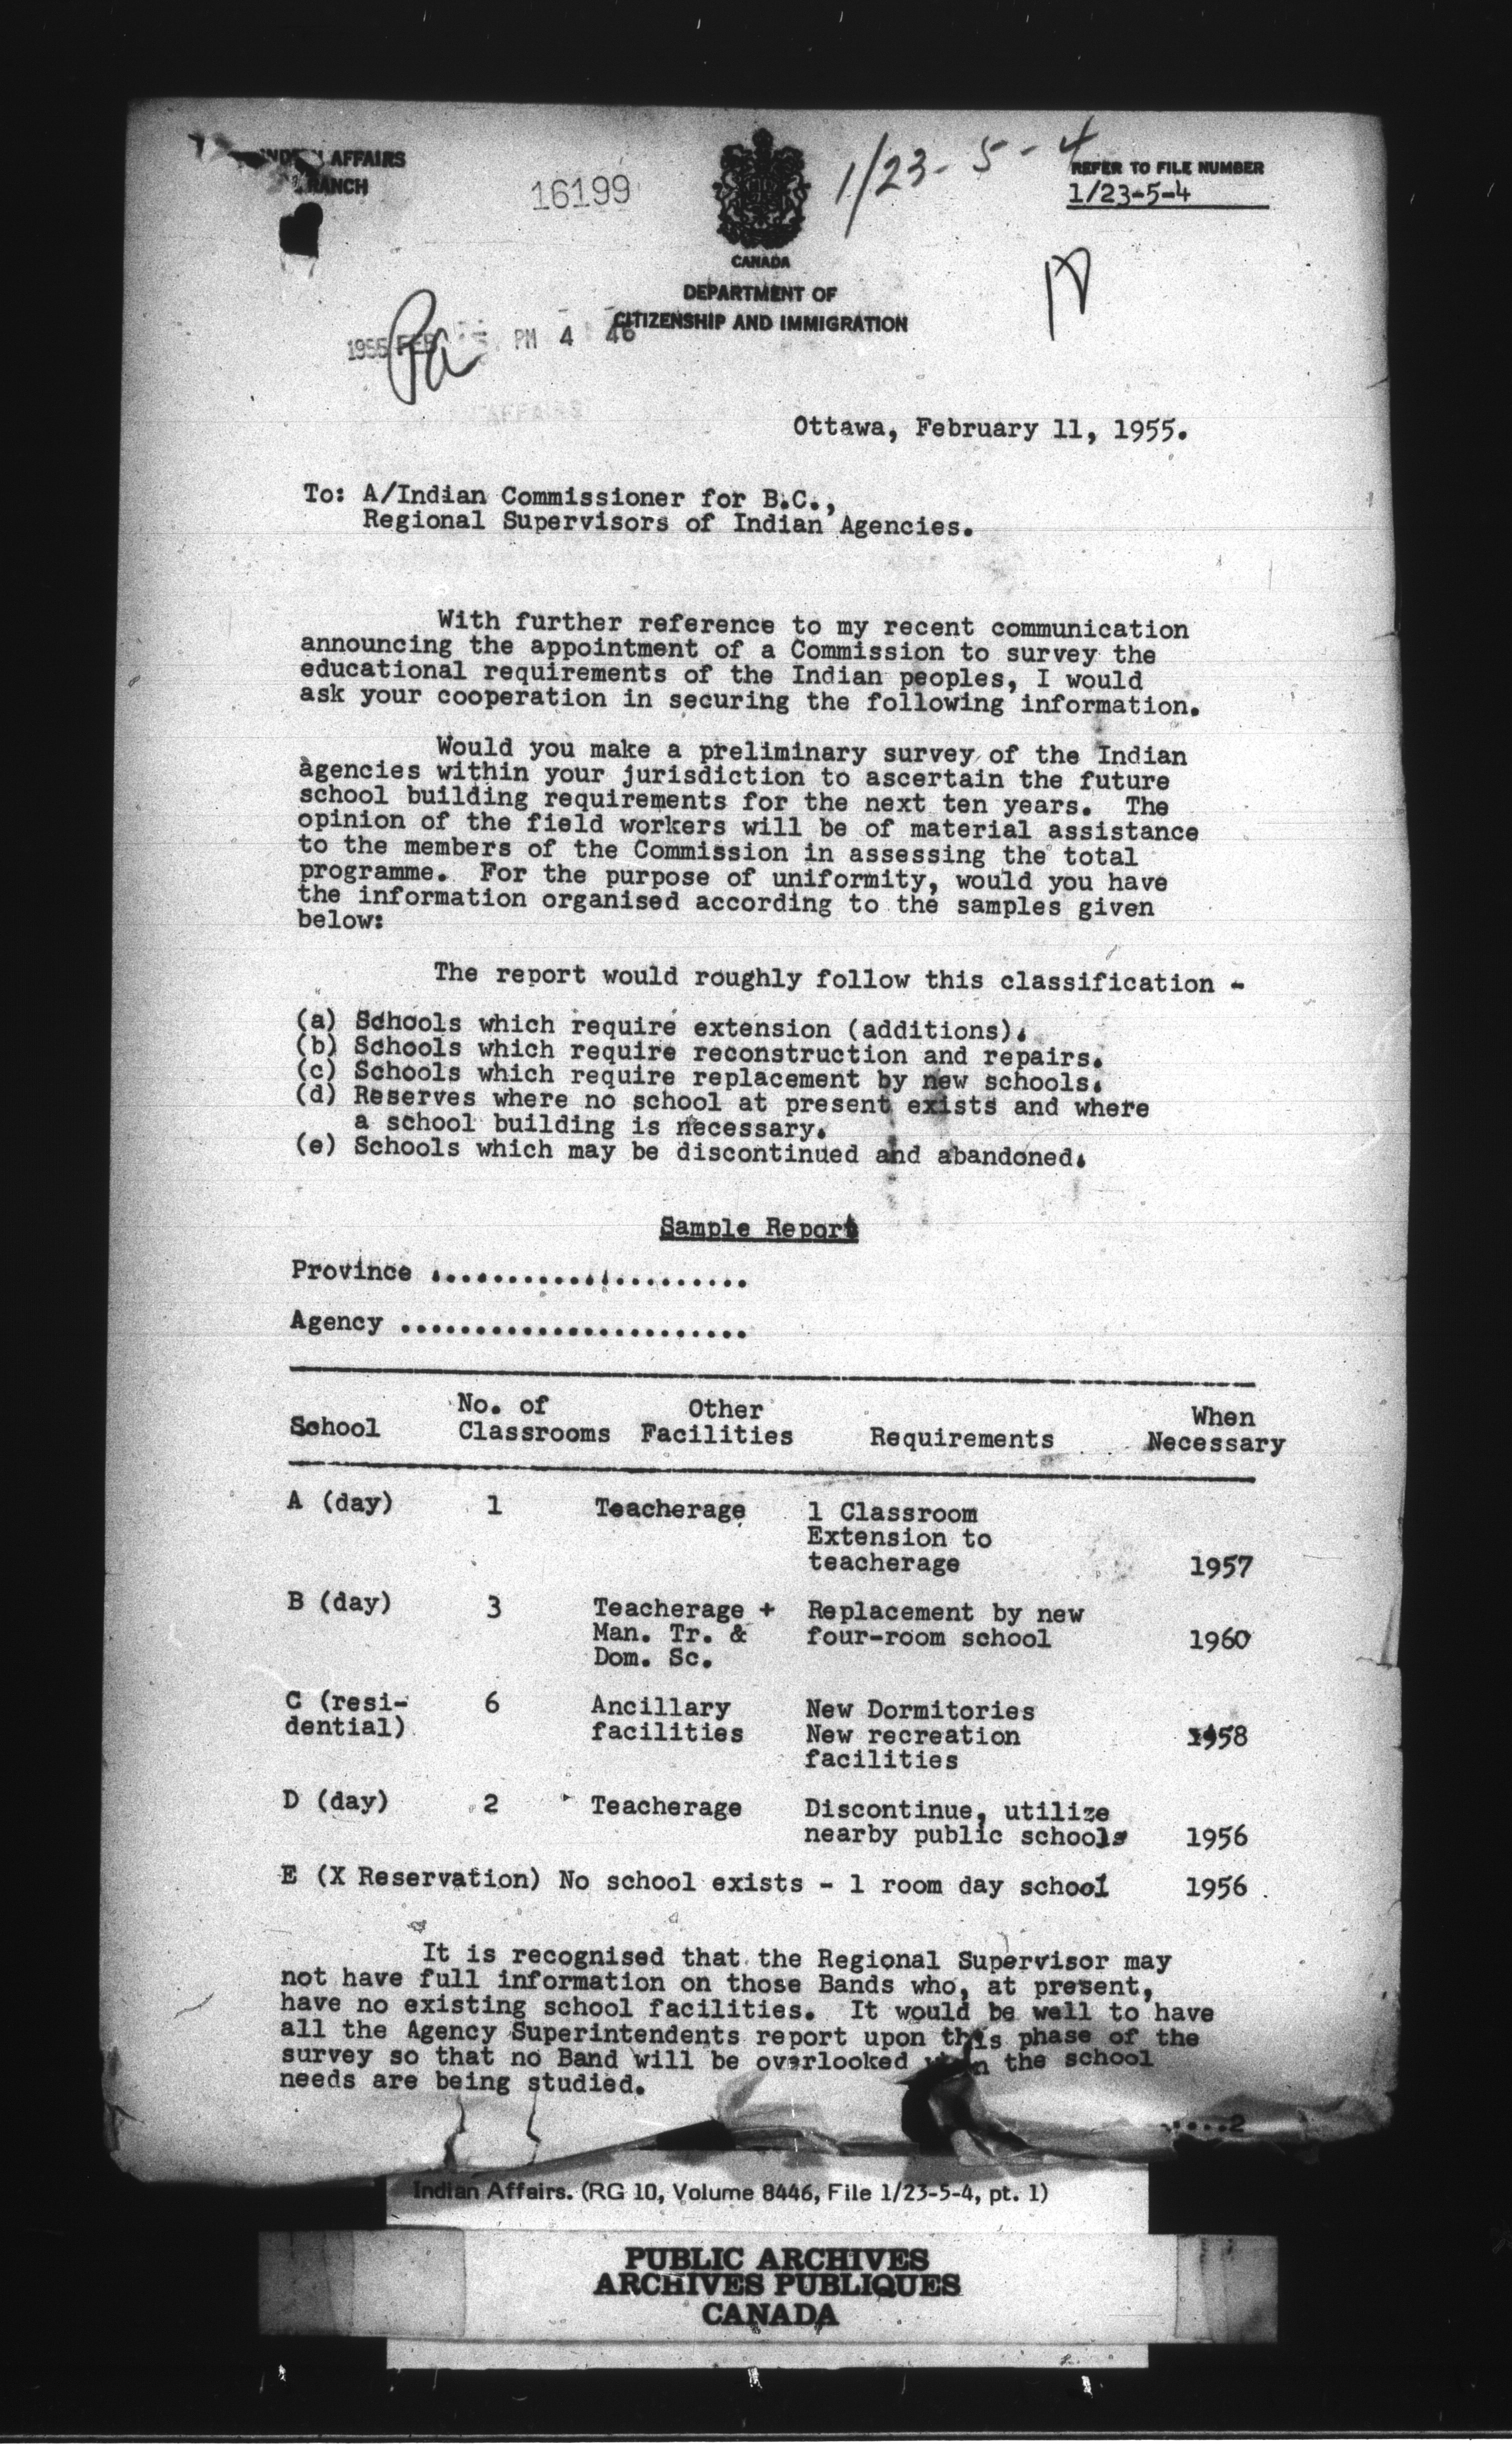 INDIAN AFFAIRS
BRANCH
16199
1/23-5-4
REFER TO FILE NUMBER
1/23-5-4
CANADA
DEPARTMENT OF
CITIZENSHIP AND IMMIGRATION
1955 FEB PM 4 46
AFFAIRS
Ottawa, February 11, 1955.
To: A/Indian Commissioner for B.C.,
Regional Supervisors of Indian Agencies.
With further reference to my recent communication
announcing the appointment of a Commission to survey the
educational requirements of the Indian peoples, I would
ask your cooperation in securing the following information.
Would you make a preliminary survey of the Indian
agencies within your jurisdiction to ascertain the future
school building requirements for the next ten years. The
opinion of the field workers will be of material assistance
to the members of the Commission in assessing the total
programme. For the purpose of uniformity, would you have
the information organised according to the samples given
below:
The report would roughly follow this classification -
(a) Schools which require extension (additions).
(b) Schools which require reconstruction and repairs.
(c) Schools which require replacement by new schools.
(d) Reserves where no school at present exists and where
a school building is necessary.
(e) Schools which may be discontinued and abandoned.
Sample Report
Province .....................
Agency .......................
School No. of Classrooms Other Facilities Requirements When Necessary
A (day) 1 Teacherage 1 Classroom
Extension to
teacherage 1957
B (day) 3 Teacherage + Replacement by new
Man. Tr. & four-room school 1960
Dom. Sc.
C (resi- 6 Ancillary New Dormitories
dential) facilities New recreation 1958
facilities
D (day) 2 Teacherage Discontinue, utilize
nearby public schools 1956
E (X Reservation) No school exists - 1 room day school 1956
It is recognised that the Regional Supervisor may
not have full information on those Bands who, at present,
have no existing school facilities. It would be well to have
all the Agency Superintendents report upon this phase of the
survey so that no Band will be overlooked when the school
needs are being studied.
.....2
Indian Affairs. (RG 10, Volume 8446, File 1/23-5-4, pt. 1)
PUBLIC ARCHIVES
ARCHIVES PUBLIQUES
CANADA